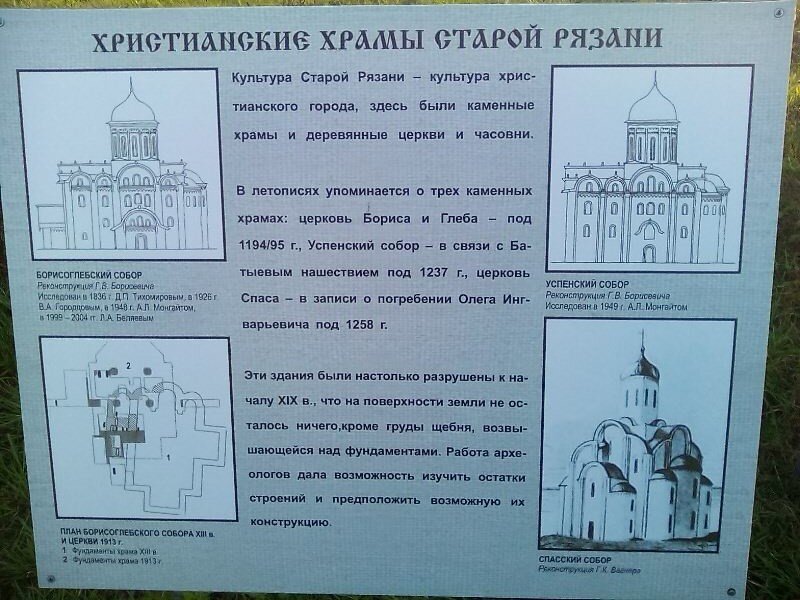 ХРИСТИАНСКИЕ ХРАМЫ СТАРОЙ РЯЗАНИ
Культура Старой Рязани – культура хрис-
тианского города, здесь были каменные
храмы и деревянные церкви и часовни.
В летописях упоминается о трех каменных
храмах: церковь Бориса и Глеба – под
1194/95 г., Успенский собор – в связи с Ба-
тыевым нашествием под 1237 г., церковь
Спаса – в записи о погребении Олега Инг-
варьевича под 1258 г.
Эти здания были настолько разрушены к на-
чалу XIX в., что на поверхности земли не ос-
талось ничего,кроме груды щебня, возвы-
шающейся над фундаментами. Работа архе-
ологов дала возможность изучить остатки
строений и предположить возможную их
конструкцию.
БОРИСОГЛЕБСКИЙ СОБОР
Реконструкция Г.В. Борисевича
Исследован в 1836 г. Д.П. Тихомировым, в 1926 г.
В.А. Городцовым, в 1948 г. А.Л. Монгайтом,
в 1999 – 2004 гг. Л.А. Беляевым
2
1
ПЛАН БОРИСОГЛЕБСКОГО СОБОРА XIII в.
И ЦЕРКВИ 1913 г.
1 Фундаменты храма XIII в.
2 Фундаменты храма 1913 г.
УСПЕНСКИЙ СОБОР
Реконструкция Г.В. Борисевича
Исследован в 1949 г. А.Л. Монгайтом
СПАССКИЙ СОБОР
Реконструкция Г.К. Вагнера